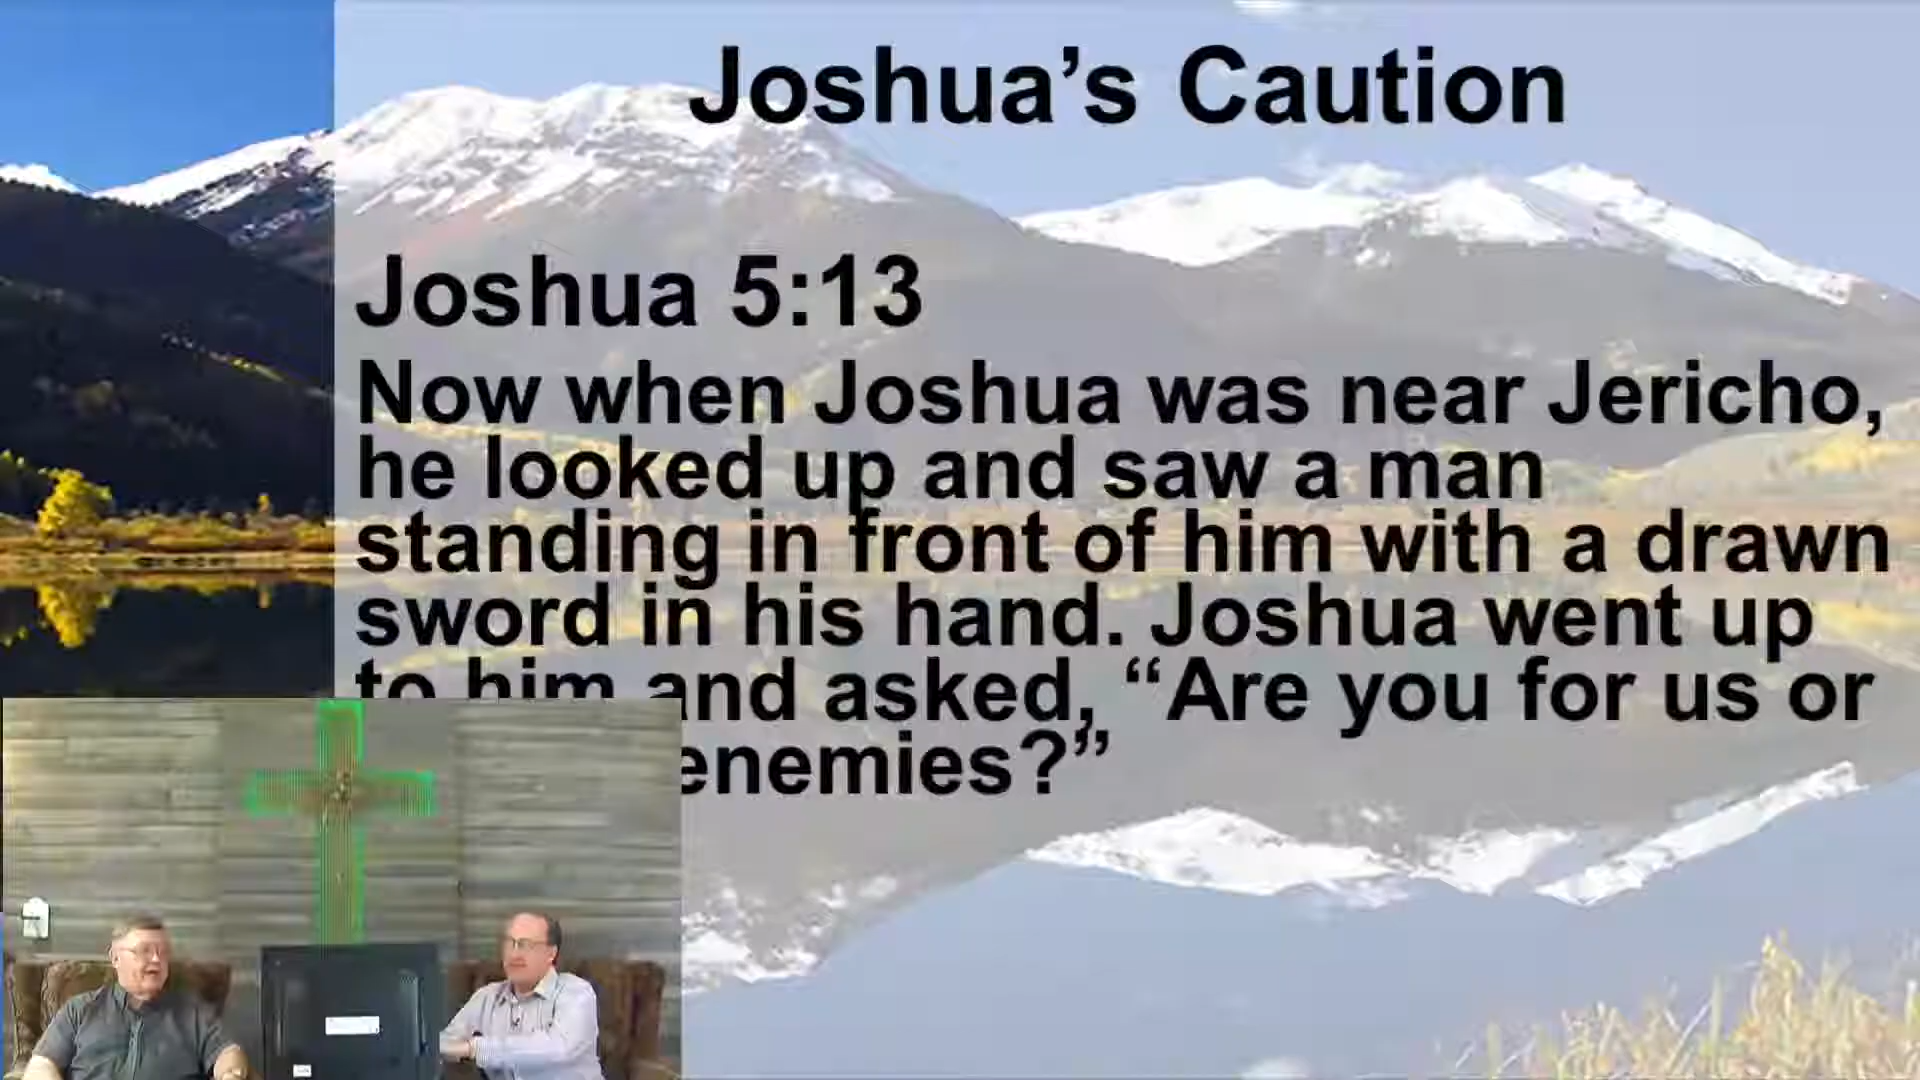 Joshua’s Caution
Joshua 5:13
Now when Joshua was near Jericho,
he looked up and saw a man
standing in front of him with a drawn
sword in his hand. Joshua went up
to him and asked, “Are you for us or
enemies?”